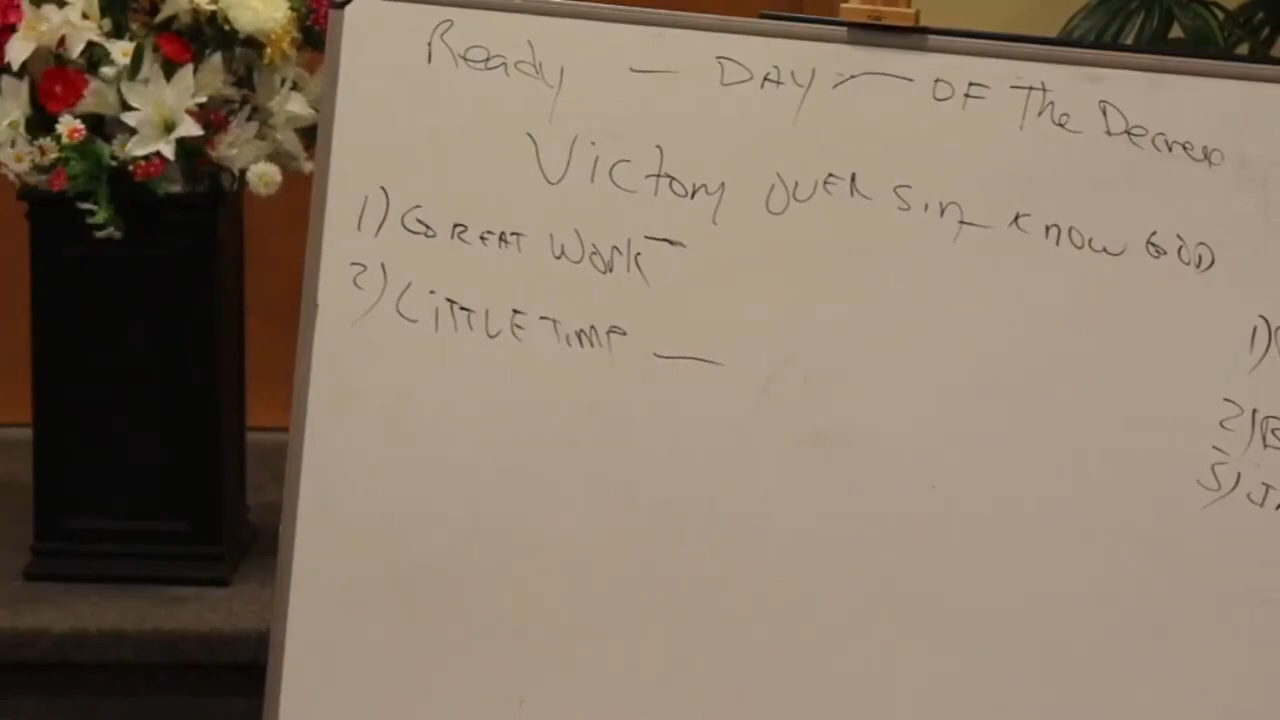 Ready — DAY — OF The Decree
Victory OVER Sin — Know GOD
1) GREAT Work —
2) LiTTLE TimE —
1)
2) B
3) J